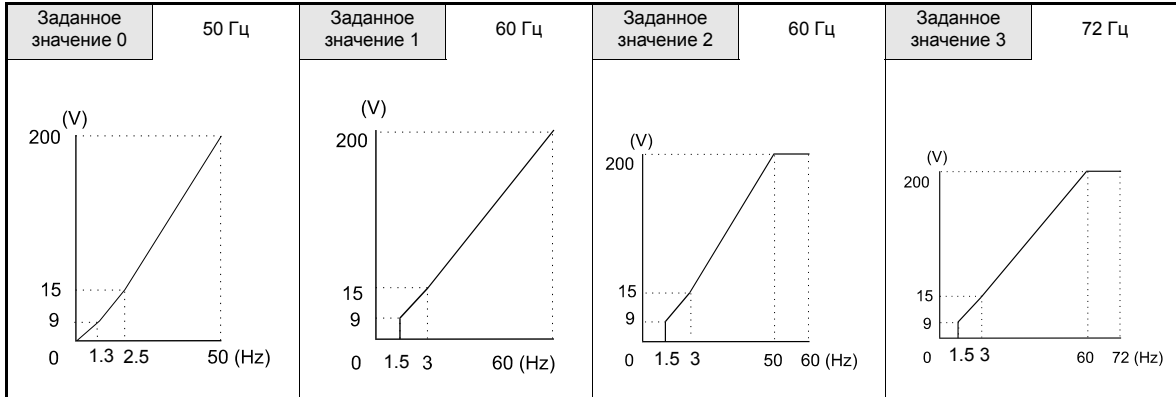 Заданное
значение 0
50 Гц
(V)
200
15
9
0
1.3 2.5
50 (Hz)
Заданное
значение 1
60 Гц
(V)
200
15
9
0
1.5 3
60 (Hz)
Заданное
значение 2
60 Гц
(V)
200
15
9
0
1.5 3
50 60 (Hz)
Заданное
значение 3
72 Гц
(V)
200
15
9
0
1.5 3
60 72 (Hz)